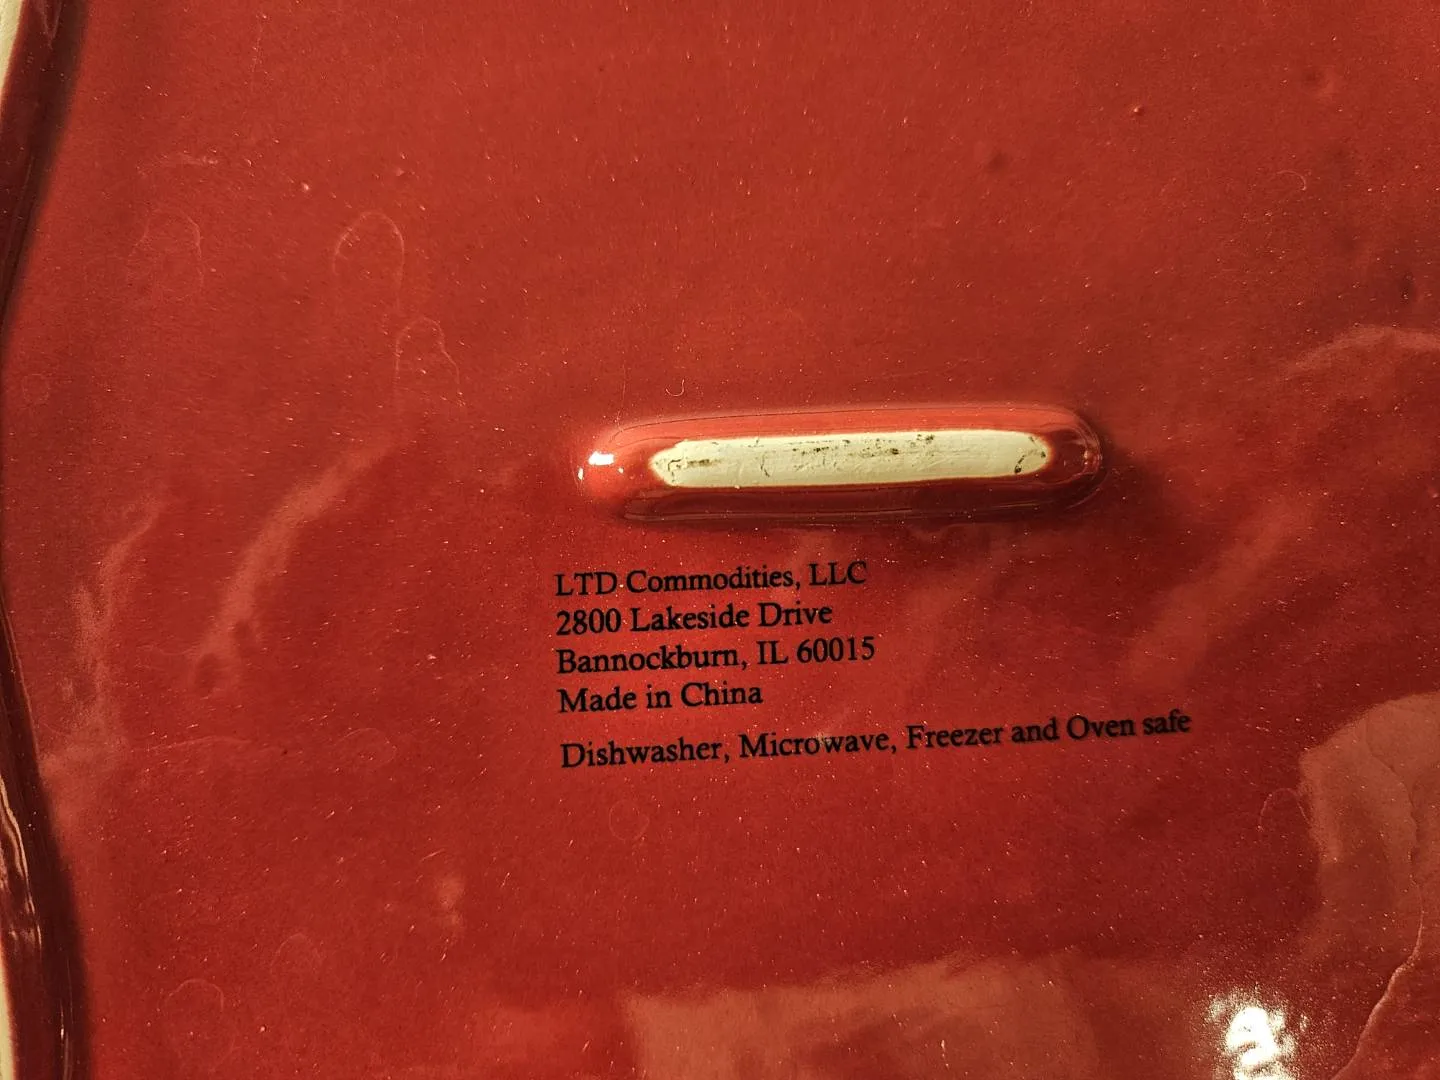 LTD Commodities, LLC
2800 Lakeside Drive
Bannockburn, IL 60015
Made in China
Dishwasher, Microwave, Freezer and Oven safe